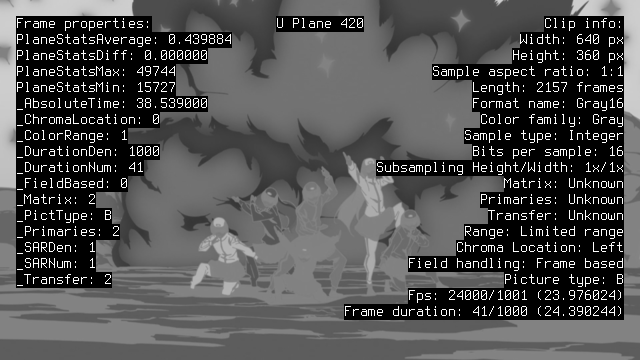 Frame properties:
PlaneStatsAverage: 0.439884
PlaneStatsDiff: 0.000000
PlaneStatsMax: 49744
PlaneStatsMin: 15727
_AbsoluteTime: 38.539000
_ChromaLocation: 0
_ColorRange: 1
_DurationDen: 1000
_DurationNum: 41
_FieldBased: 0
_Matrix: 2
_PictType: B
_Primaries: 2
_SARDen: 1
_SARNum: 1
_Transfer: 2
U Plane 420
Clip info:
Width: 640 px
Height: 360 px
Sample aspect ratio: 1:1
Length: 2157 frames
Format name: Gray16
Color family: Gray
Sample type: Integer
Bits per sample: 16
Subsampling Height/Width: 1x/1x
Matrix: Unknown
Primaries: Unknown
Transfer: Unknown
Range: Limited range
Chroma Location: Left
Field handling: Frame based
Picture type: B
Fps: 24000/1001 (23.976024)
Frame duration: 41/1000 (24.390244)